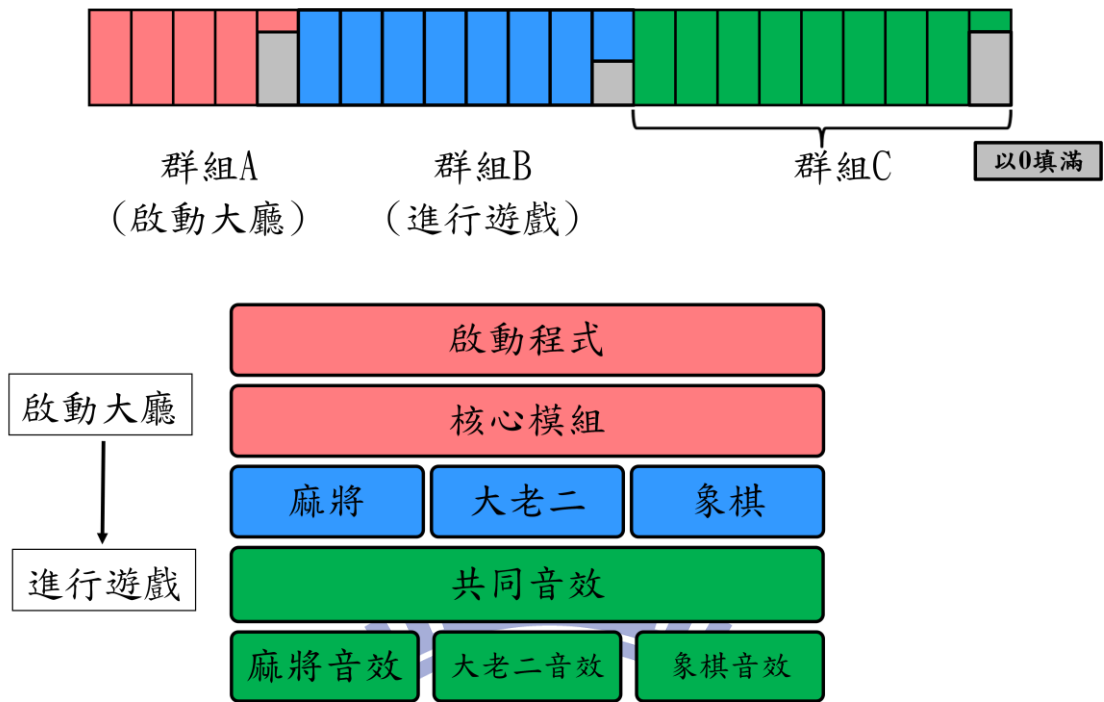 群組A
(啟動大廳)
群組B
(進行遊戲)
群組C
以0填滿
啟動大廳
進行遊戲
啟動程式
核心模組
麻將
大老二
象棋
共同音效
麻將音效
大老二音效
象棋音效